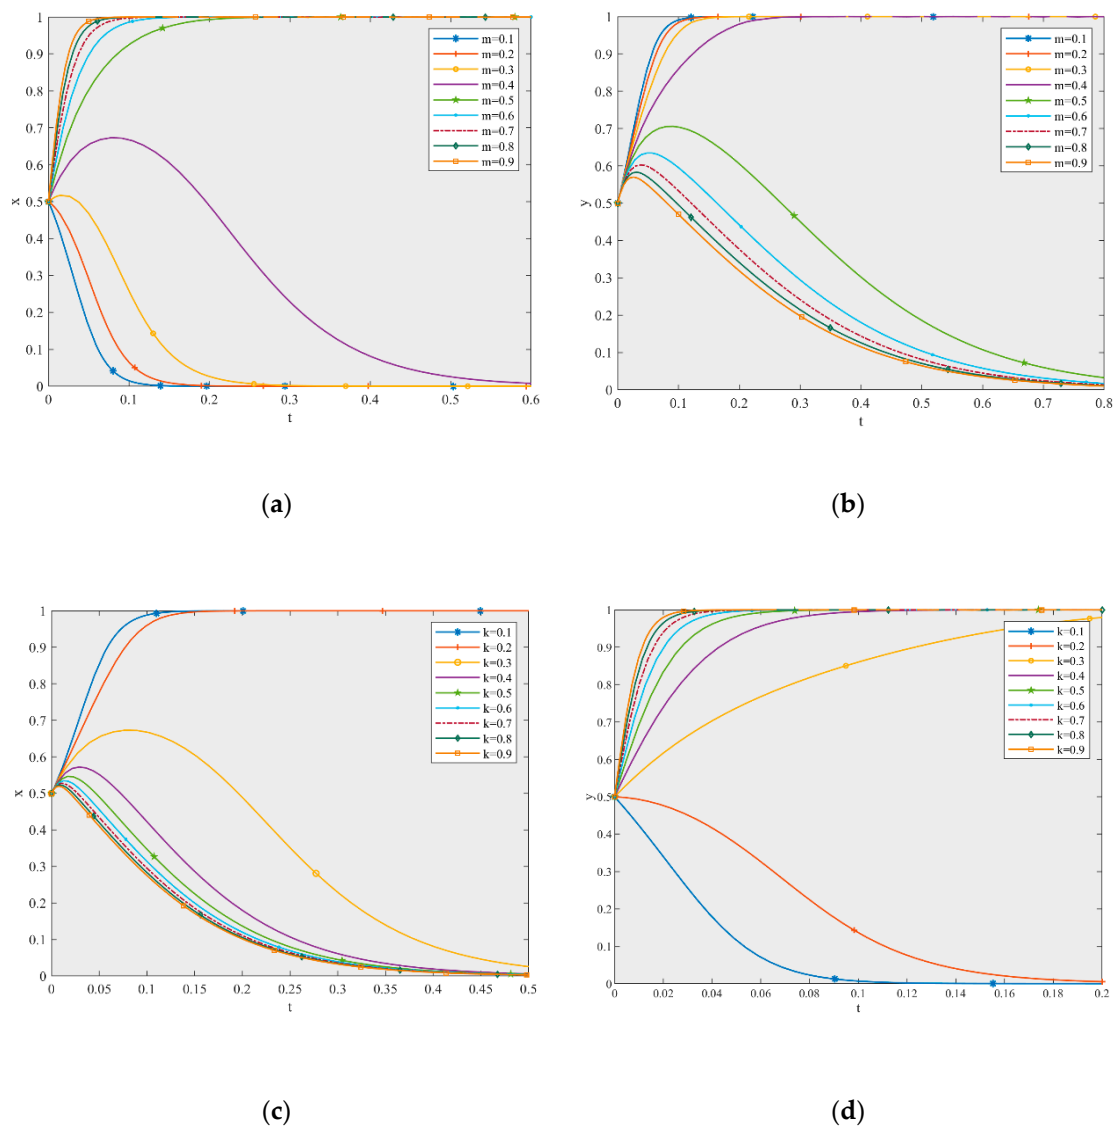 1
0.9
0.8
0.7
0.6
0.5
0.4
0.3
0.2
0.1
0
x
0
0.1
0.2
0.3
0.4
0.5
0.6
t
m=0.1
m=0.2
m=0.3
m=0.4
m=0.5
m=0.6
m=0.7
m=0.8
m=0.9
(a)
1
0.9
0.8
0.7
0.6
0.5
0.4
0.3
0.2
0.1
0
y
0
0.1
0.2
0.3
0.4
0.5
0.6
0.7
0.8
t
m=0.1
m=0.2
m=0.3
m=0.4
m=0.5
m=0.6
m=0.7
m=0.8
m=0.9
(b)
1
0.9
0.8
0.7
0.6
0.5
0.4
0.3
0.2
0.1
0
x
0
0.05
0.1
0.15
0.2
0.25
0.3
0.35
0.4
0.45
0.5
t
k=0.1
k=0.2
k=0.3
k=0.4
k=0.5
k=0.6
k=0.7
k=0.8
k=0.9
(c)
1
0.9
0.8
0.7
0.6
0.5
0.4
0.3
0.2
0.1
0
y
0
0.02
0.04
0.06
0.08
0.1
0.12
0.14
0.16
0.18
0.2
t
k=0.1
k=0.2
k=0.3
k=0.4
k=0.5
k=0.6
k=0.7
k=0.8
k=0.9
(d)